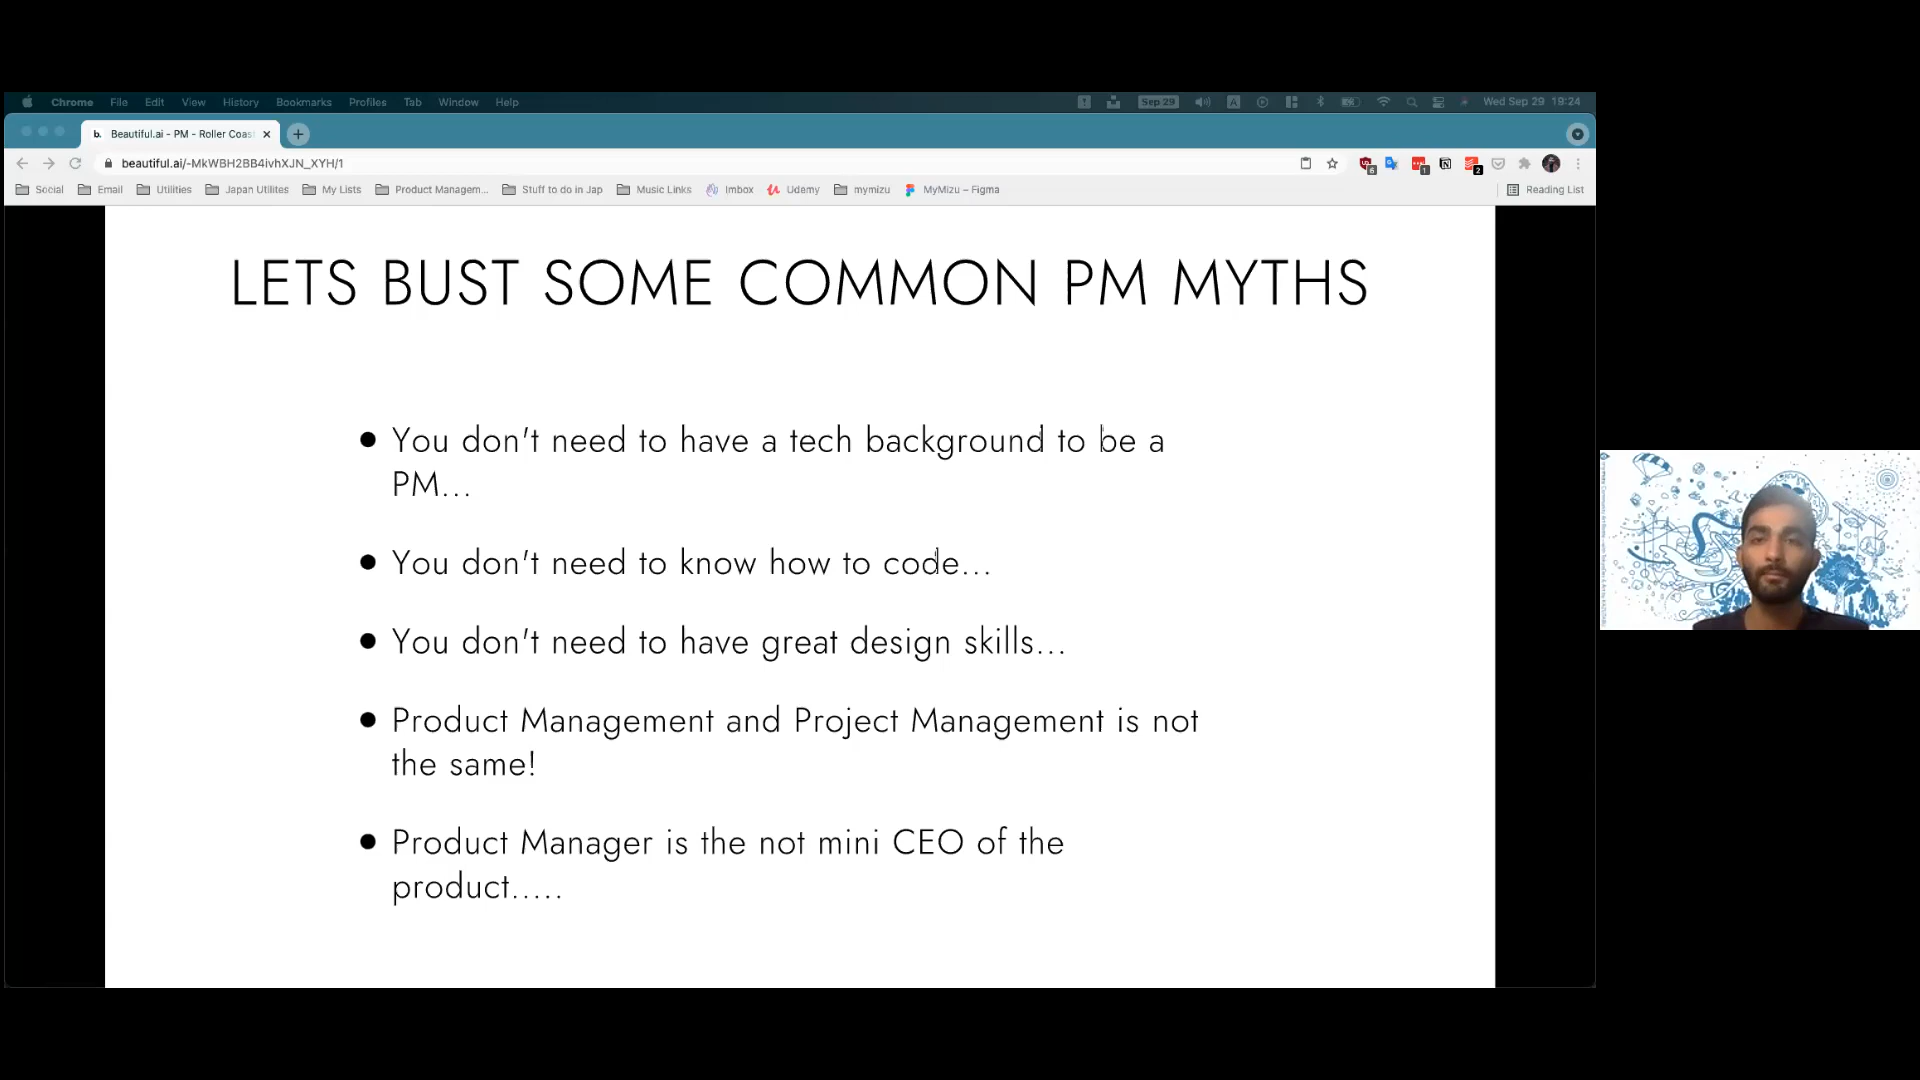 Chrome File Edit View History Bookmarks Profiles Tab Window Help Sep 29 A Wed Sep 29 19:24
b. Beautiful.ai - PM - Roller Coas
beautiful.ai/-MkWBH2BB4ivhXJN_XYH/1 6 1 2
Social Email Utilities Japan Utilites My Lists Product Managem... Stuff to do in Jap Music Links Imbox Udemy mymizu MyMizu – Figma Reading List
LETS BUST SOME COMMON PM MYTHS
● You don't need to have a tech background to be a
PM...
● You don't need to know how to code...
● You don't need to have great design skills...
● Product Management and Project Management is not
the same!
● Product Manager is the not mini CEO of the
product.....